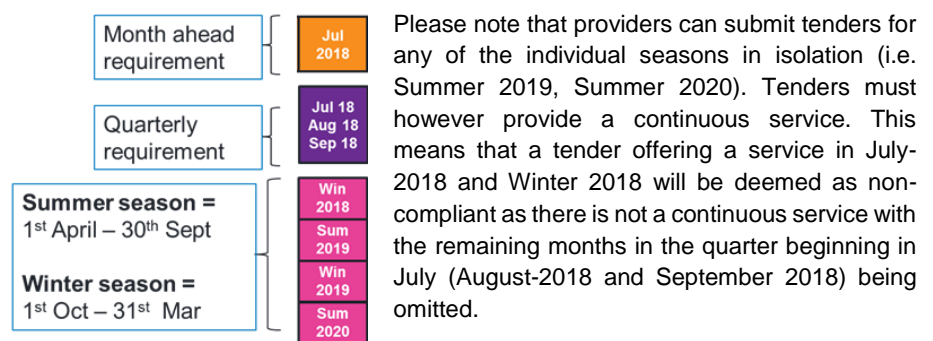 Month ahead
requirement
Jul
2018
Quarterly
requirement
Jul 18
Aug 18
Sep 18
Summer season =
1st April – 30th Sept
Winter season =
1st Oct – 31st Mar
Win
2018
Sum
2019
Win
2019
Sum
2020
Please note that providers can submit tenders for
any of the individual seasons in isolation (i.e.
Summer 2019, Summer 2020). Tenders must
however provide a continuous service. This
means that a tender offering a service in July-
2018 and Winter 2018 will be deemed as non-
compliant as there is not a continuous service with
the remaining months in the quarter beginning in
July (August-2018 and September 2018) being
omitted.